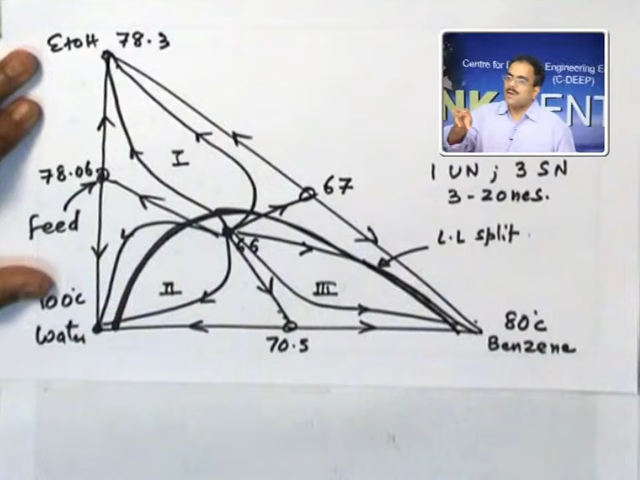 EtOH 78.3
Centre for Engineering E
(C-DEEP)
ENT
1 UN ; 3 SN
3-zones.
I
78.06
67
feed
66
L.L split.
II
III
100°c
Water
80°c
Benzene
70.5